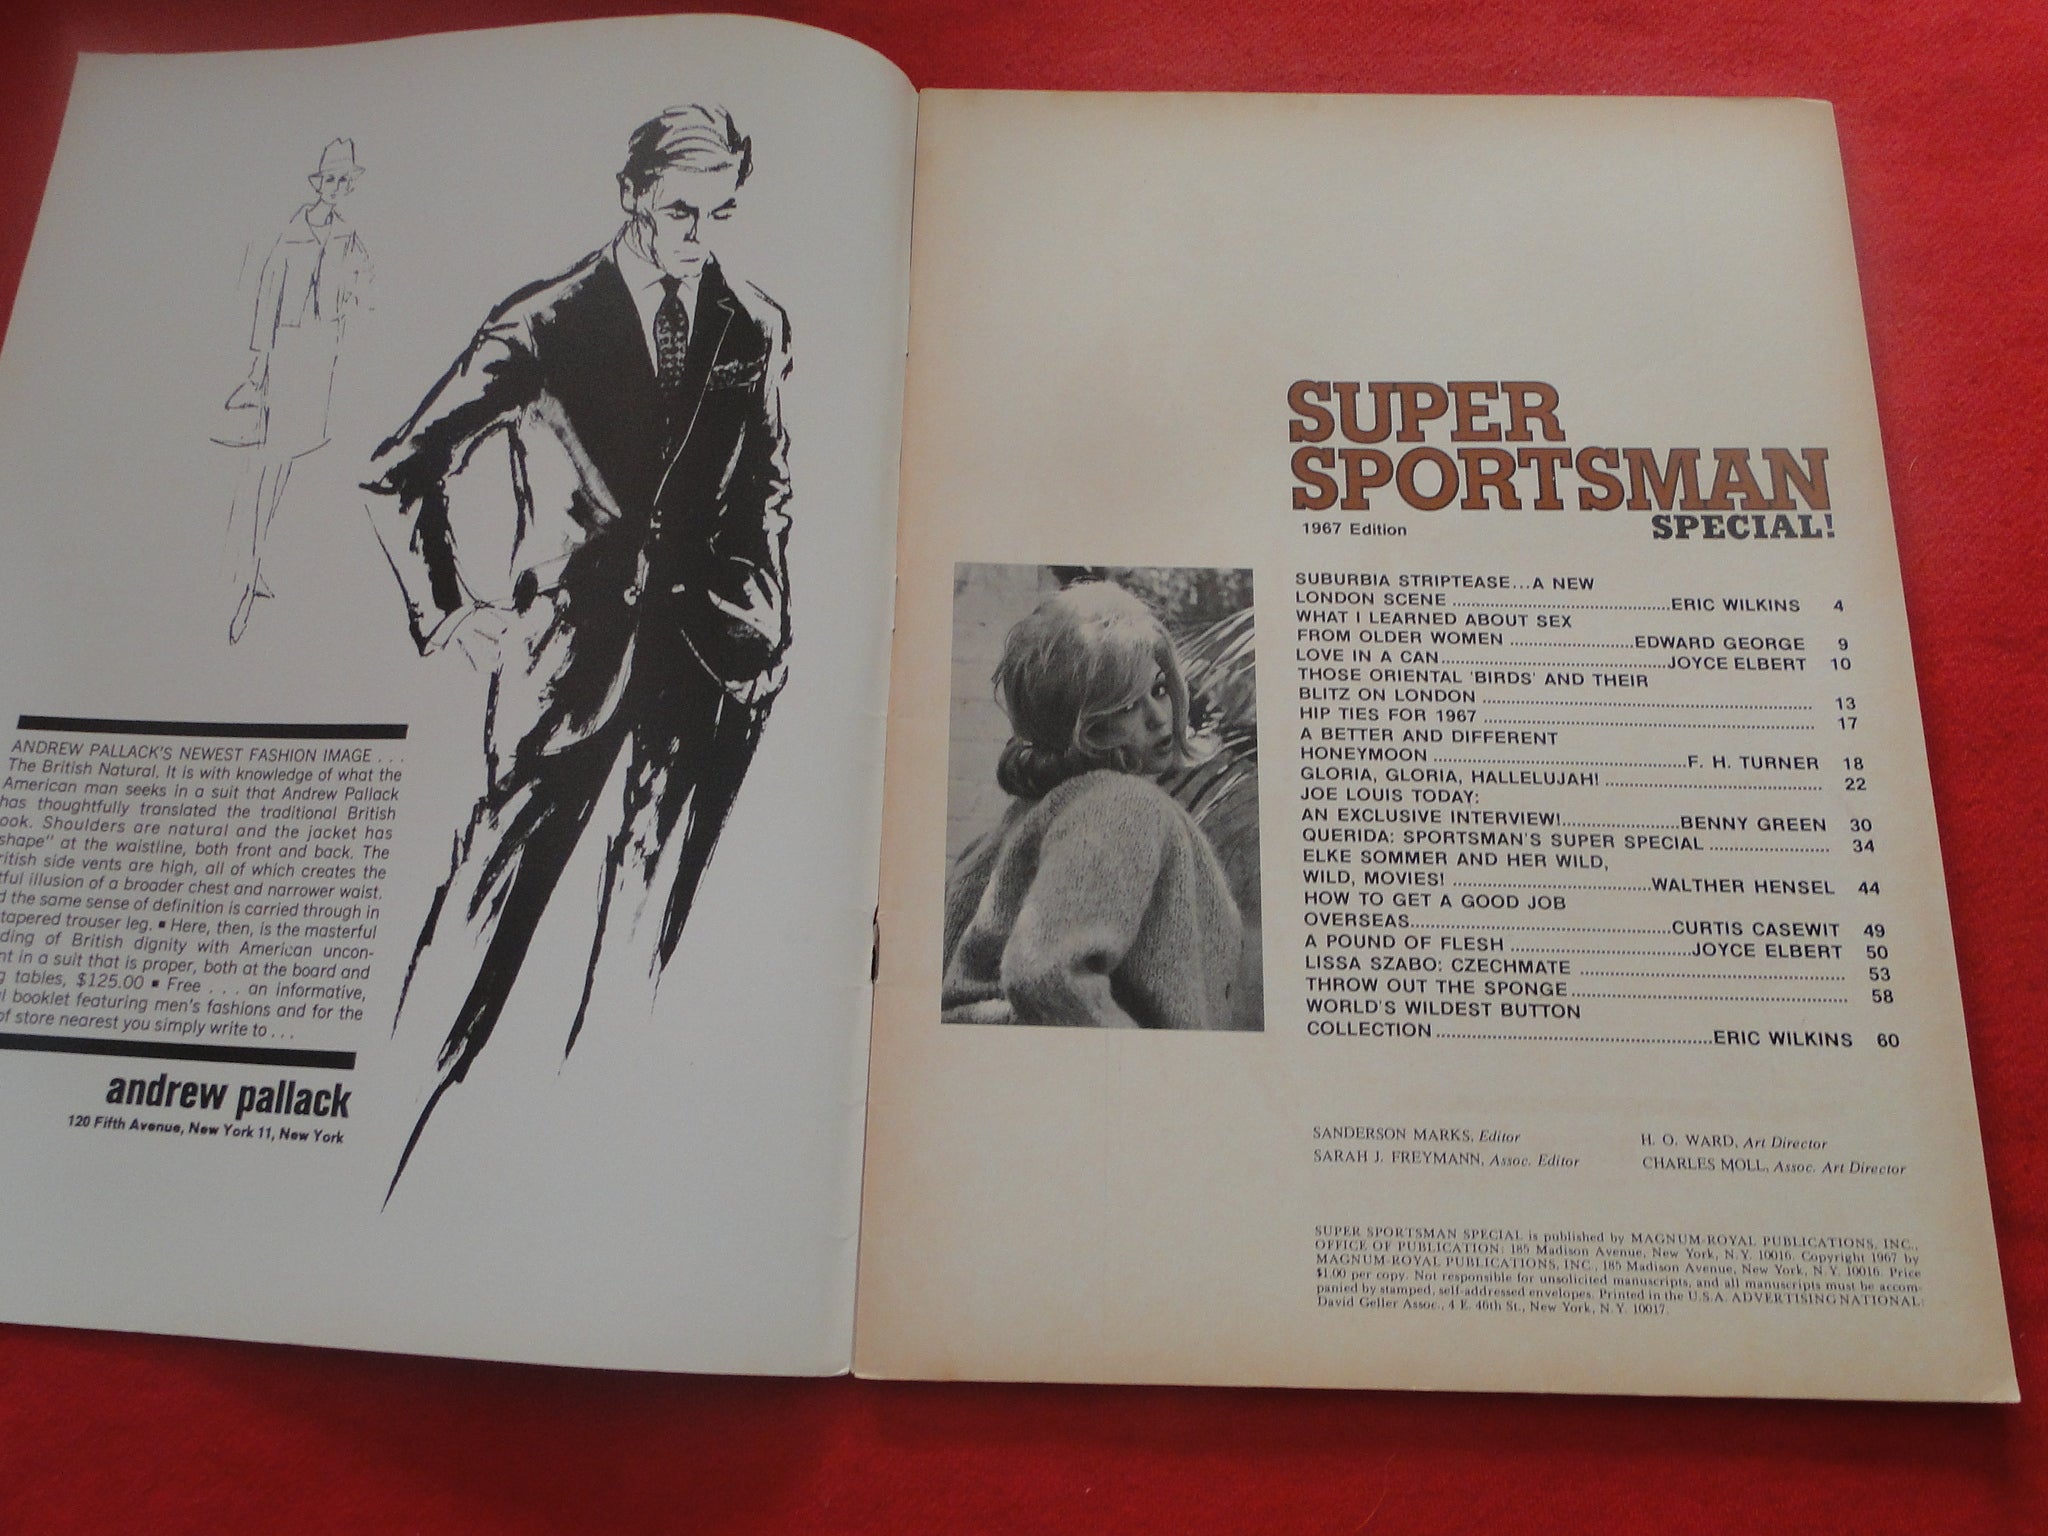 ANDREW PALLACK'S NEWEST FASHION IMAGE . . .
The British Natural. It is with knowledge of what the
American man seeks in a suit that Andrew Pallack
has thoughtfully translated the traditional British
ook. Shoulders are natural and the jacket has
shape" at the waistline, both front and back. The
ritish side vents are high, all of which creates the
tful illusion of a broader chest and narrower waist.
d the same sense of definition is carried through in
tapered trouser leg. ▪ Here, then, is the masterful
ding of British dignity with American uncon-
nt in a suit that is proper, both at the board and
g tables, $125.00 ▪ Free . . . an informative,
l booklet featuring men's fashions and for the
of store nearest you simply write to . . .
andrew pallack
120 Fifth Avenue, New York 11, New York
SUPER
SPORTSMAN
SPECIAL!
1967 Edition
SUBURBIA STRIPTEASE...A NEW
LONDON SCENE ........ERIC WILKINS 4
WHAT I LEARNED ABOUT SEX
FROM OLDER WOMEN ........EDWARD GEORGE 9
LOVE IN A CAN........JOYCE ELBERT 10
THOSE ORIENTAL 'BIRDS' AND THEIR
BLITZ ON LONDON ........ 13
HIP TIES FOR 1967 ........ 17
A BETTER AND DIFFERENT
HONEYMOON ........F. H. TURNER 18
GLORIA, GLORIA, HALLELUJAH! ........ 22
JOE LOUIS TODAY:
AN EXCLUSIVE INTERVIEW!........BENNY GREEN 30
QUERIDA: SPORTSMAN'S SUPER SPECIAL ........ 34
ELKE SOMMER AND HER WILD,
WILD, MOVIES! ........WALTHER HENSEL 44
HOW TO GET A GOOD JOB
OVERSEAS........CURTIS CASEWIT 49
A POUND OF FLESH ........JOYCE ELBERT 50
LISSA SZABO: CZECHMATE ........ 53
THROW OUT THE SPONGE........ 58
WORLD'S WILDEST BUTTON
COLLECTION ........ERIC WILKINS 60
SANDERSON MARKS, Editor
SARAH J. FREYMANN, Assoc. Editor
H. O. WARD, Art Director
CHARLES MOLL, Assoc. Art Director
SUPER SPORTSMAN SPECIAL is published by MAGNUM-ROYAL PUBLICATIONS, INC.,
OFFICE OF PUBLICATION: 185 Madison Avenue, New York, N.Y. 10016. Copyright 1967 by
MAGNUM-ROYAL PUBLICATIONS, INC., 185 Madison Avenue, New York, N.Y. 10016. Price
$1.00 per copy. Not responsible for unsolicited manuscripts, and all manuscripts must be accom-
panied by stamped, self-addressed envelopes. Printed in the U.S.A. ADVERTISING NATIONAL:
David Geller Assoc., 4 E. 46th St., New York, N.Y. 10017.